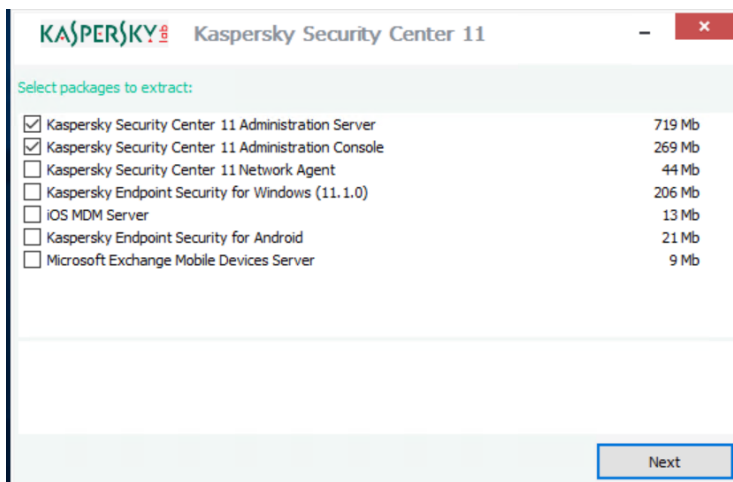 KASPERSKY lab Kaspersky Security Center 11
Select packages to extract:
Kaspersky Security Center 11 Administration Server 719 Mb
Kaspersky Security Center 11 Administration Console 269 Mb
Kaspersky Security Center 11 Network Agent 44 Mb
Kaspersky Endpoint Security for Windows (11.1.0) 206 Mb
iOS MDM Server 13 Mb
Kaspersky Endpoint Security for Android 21 Mb
Microsoft Exchange Mobile Devices Server 9 Mb
Next